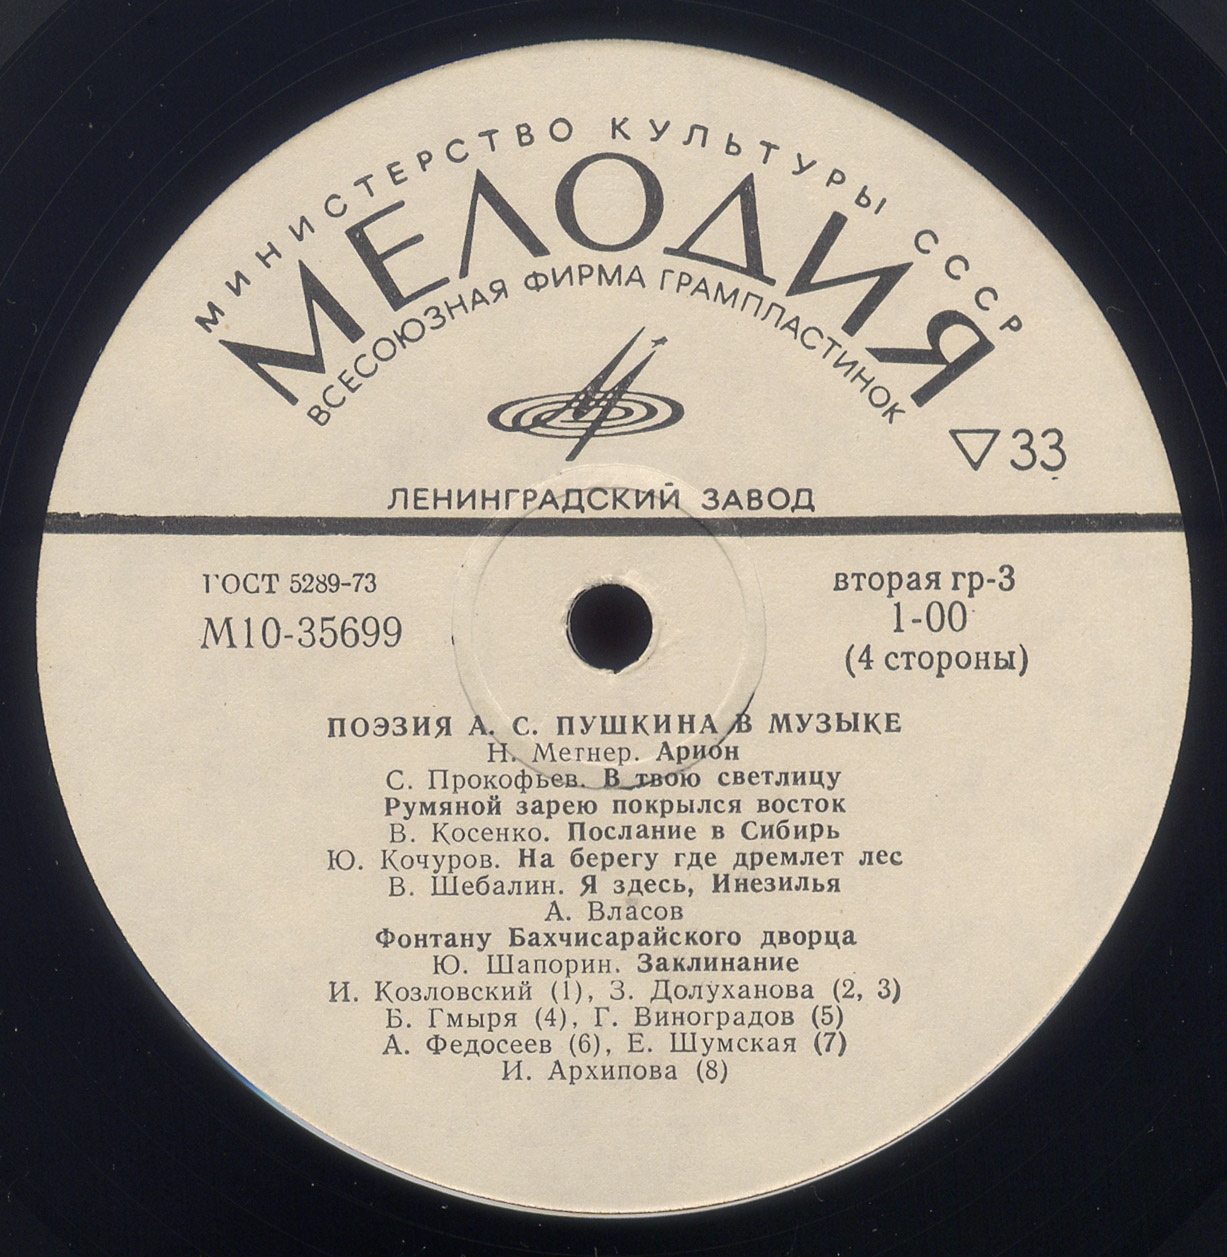 МИНИСТЕРСТВО КУЛЬТУРЫ СССР
МЕЛОДИЯ
ВСЕСОЮЗНАЯ ФИРМА ГРАМПЛАСТИНОК
33
ЛЕНИНГРАДСКИЙ ЗАВОД
ГОСТ 5289-73
М10-35699
вторая гр-3
1-00
(4 стороны)
ПОЭЗИЯ А. С. ПУШКИНА В МУЗЫКЕ
Н. Метнер. Арион
С. Прокофьев. В твою светлицу
Румяной зарею покрылся восток
В. Косенко. Послание в Сибирь
Ю. Кочуров. На берегу где дремлет лес
В. Шебалин. Я здесь, Инезилья
А. Власов
Фонтану Бахчисарайского дворца
Ю. Шапорин. Заклинание
И. Козловский (1), З. Долуханова (2, 3)
Б. Гмыря (4), Г. Виноградов (5)
А. Федосеев (6), Е. Шумская (7)
И. Архипова (8)